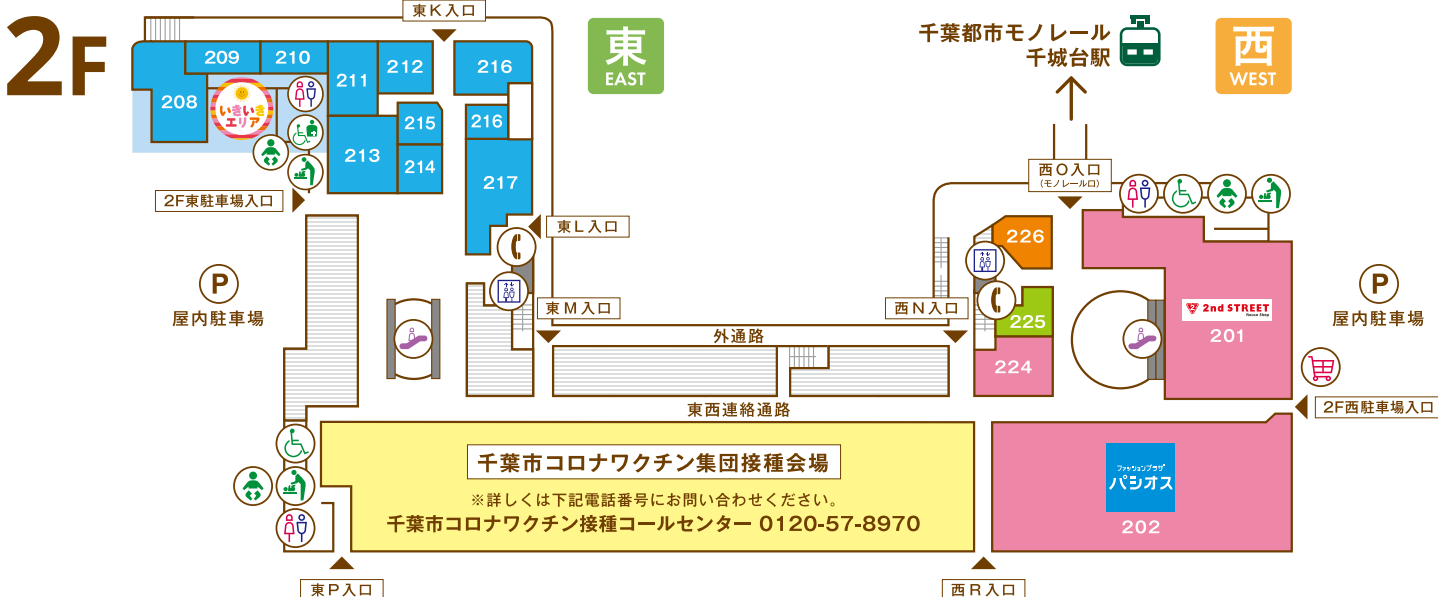 2F
東K入口
東
EAST
千葉都市モノレール
千城台駅
西
WEST
209
210
211
212
216
208
いきいき
エリア
215
216
213
214
217
2F東駐車場入口
東L入口
西O入口
(モノレール口)
226
P
屋内駐車場
東M入口
西N入口
225
2nd STREET
Reuse Shop
201
P
屋内駐車場
外通路
224
東西連絡通路
2F西駐車場入口
千葉市コロナワクチン集団接種会場
※詳しくは下記電話番号にお問い合わせください。
千葉市コロナワクチン接種コールセンター 0120-57-8970
ファッションプラザ
パシオス
202
東P入口
西R入口